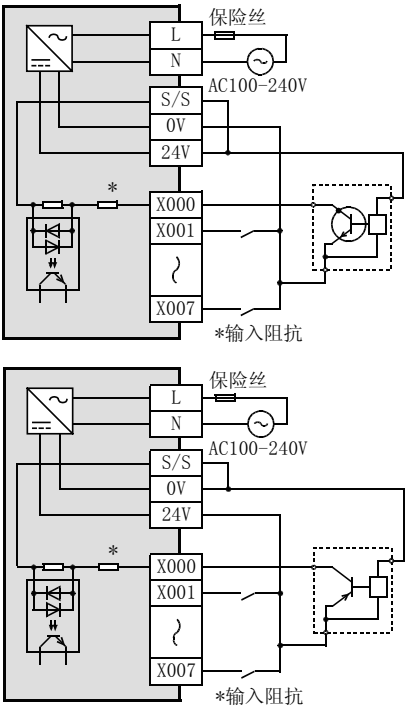 保险丝
L
N
AC100-240V
S/S
0V
24V
*
X000
X001
X007
*输入阻抗
保险丝
L
N
AC100-240V
S/S
0V
24V
*
X000
X001
X007
*输入阻抗